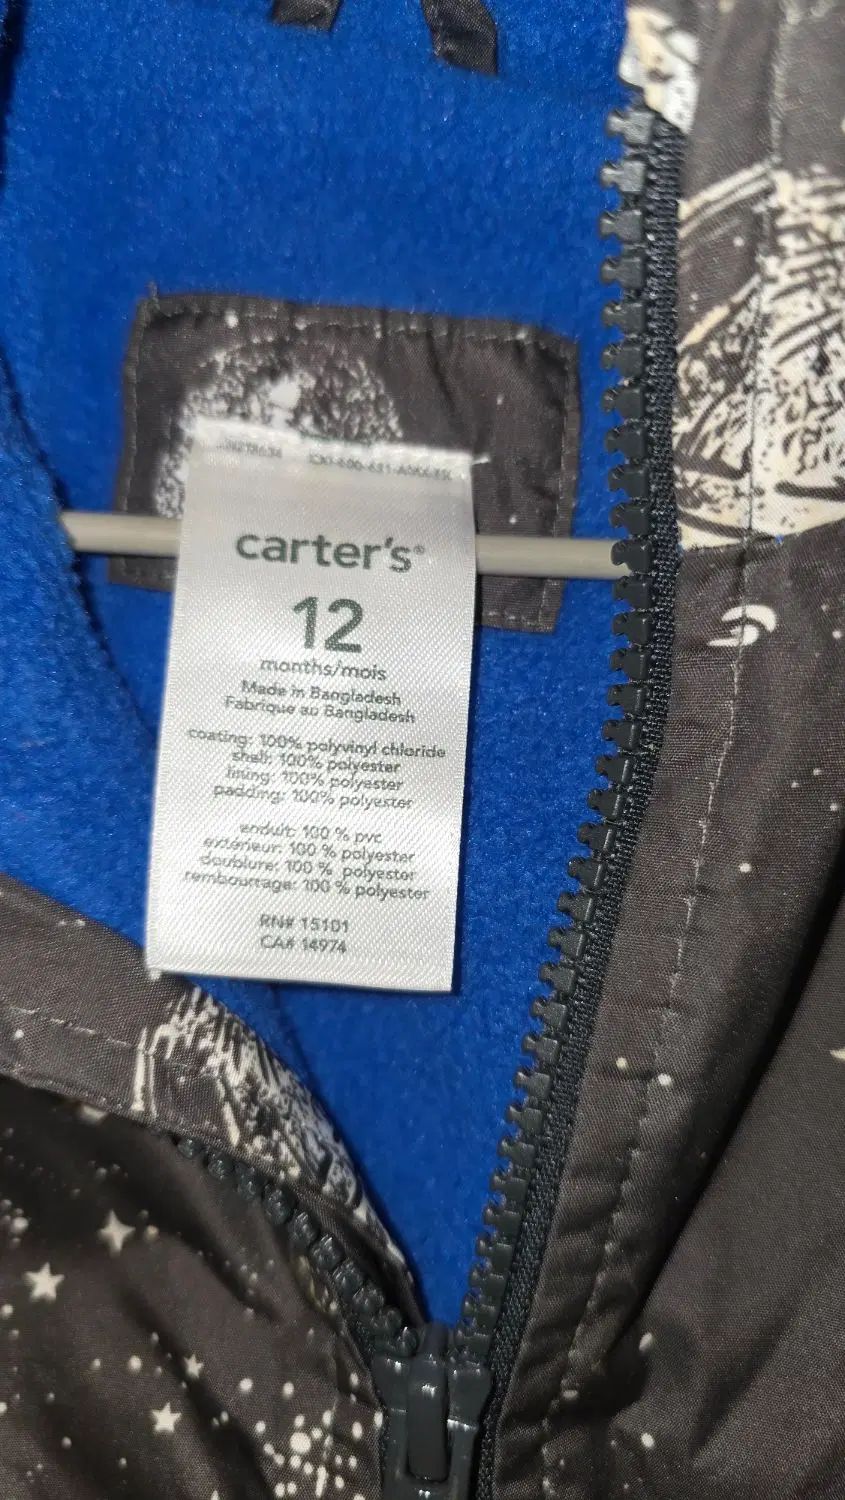 carter's®
12
months/mois
Made in Bangladesh
Fabrique au Bangladesh
coating: 100% polyvinyl chloride
shell: 100% polyester
lining: 100% polyester
padding: 100% polyester
enduit: 100 % pvc
extérieur: 100 % polyester
doublure: 100 % polyester
rembourrage: 100 % polyester
RN# 15101
CA# 14974